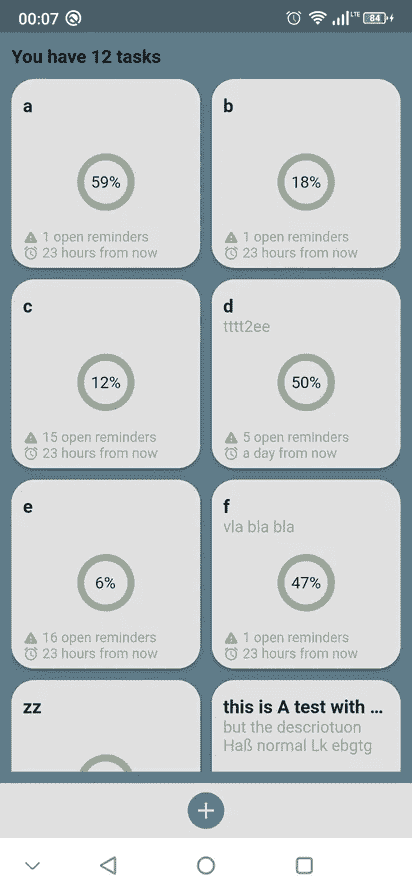 00:07 LTE 84
You have 12 tasks
a
59%
1 open reminders
23 hours from now
b
18%
1 open reminders
23 hours from now
c
12%
15 open reminders
23 hours from now
d
tttt2ee
50%
5 open reminders
a day from now
e
6%
16 open reminders
23 hours from now
f
vla bla bla
47%
1 open reminders
23 hours from now
zz
this is A test with ...
but the descriotuon
Haß normal Lk ebgtg